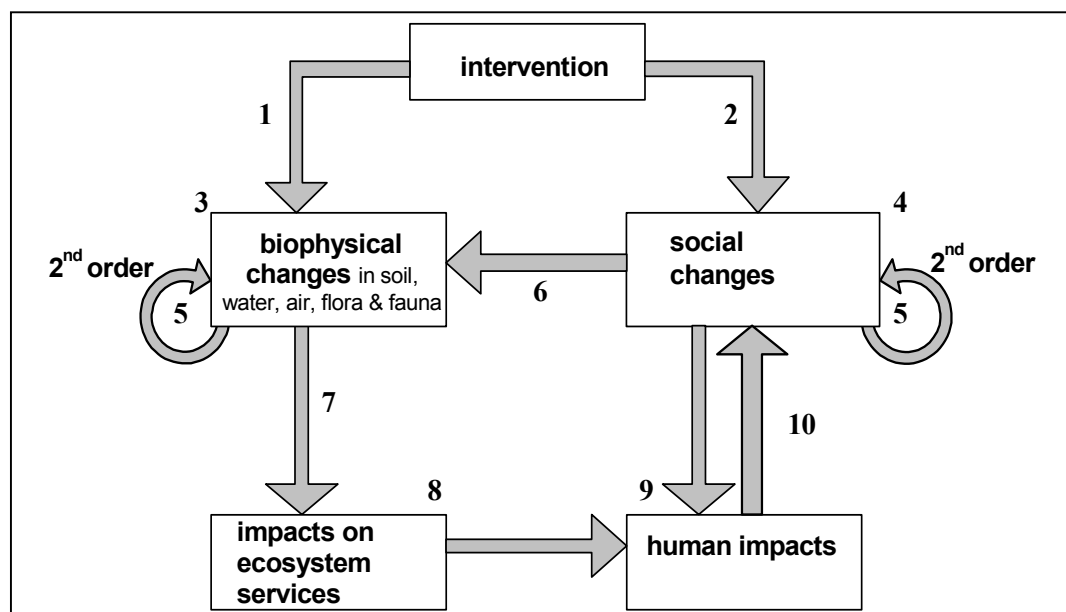 intervention
1
2
3
4
biophysical
changes in soil,
water, air, flora & fauna
social
changes
2nd order
2nd order
5
5
6
7
10
8
9
impacts on
ecosystem
services
human impacts